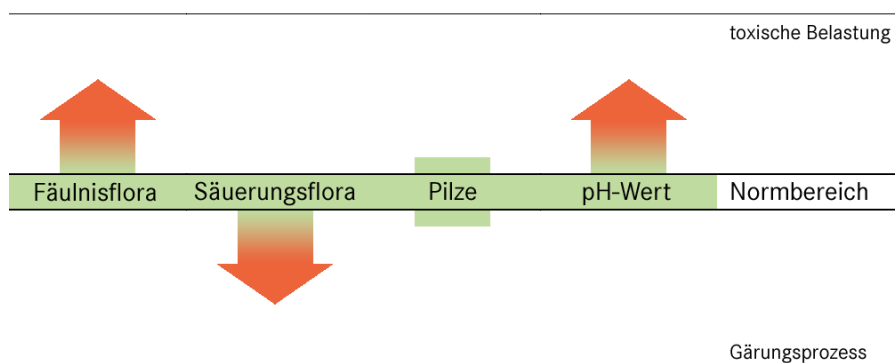 toxische Belastung
Fäulnisflora Säuerungsflora Pilze pH-Wert Normbereich
Gärungsprozess